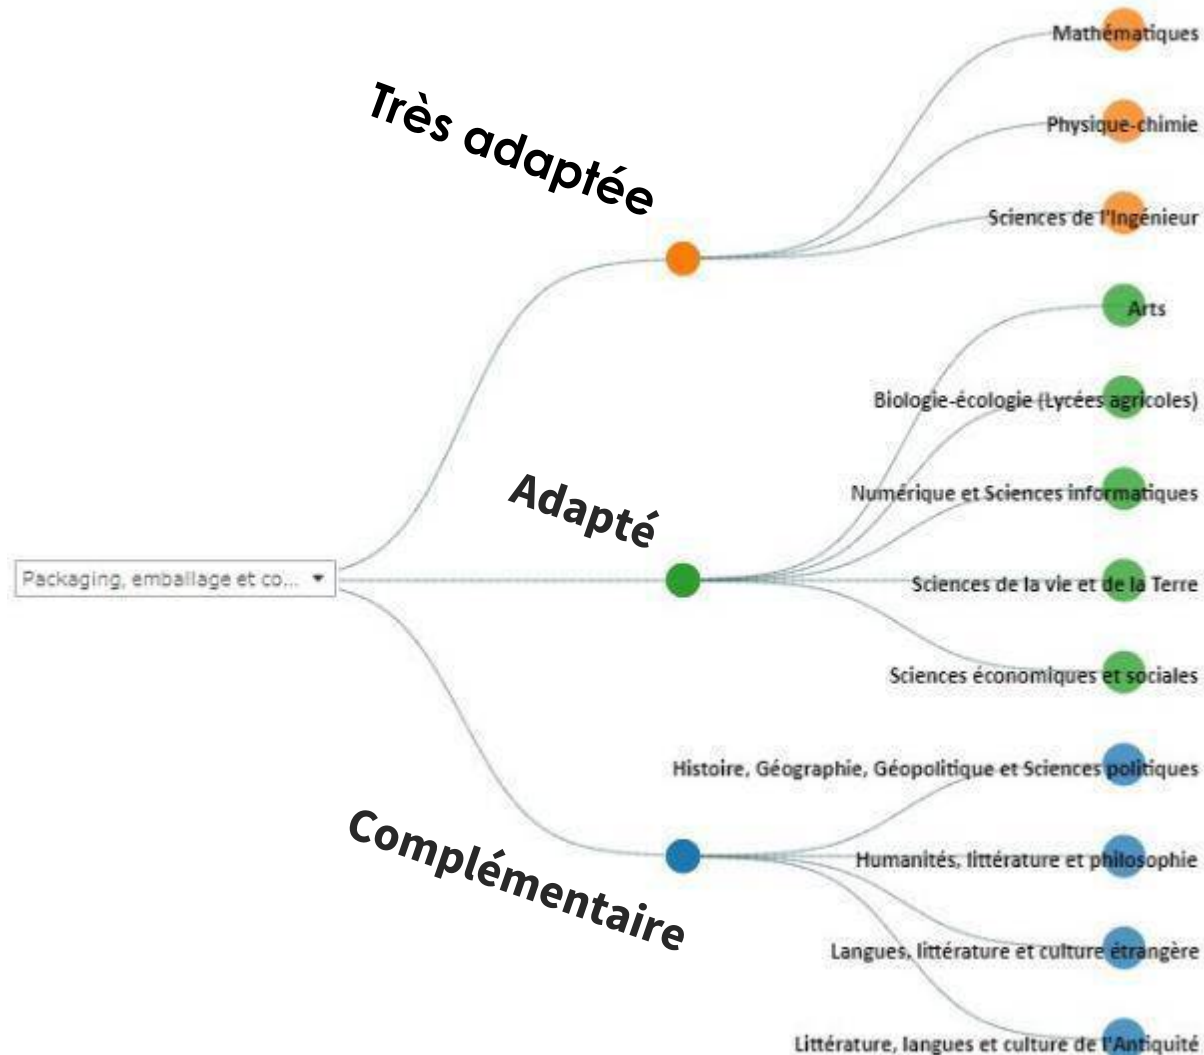 Mathématiques
Très adaptée
Physique-chimie
Sciences de l'Ingénieur
Arts
Biologie-écologie (Lycées agricoles)
Adapté
Numérique et Sciences informatiques
Packaging, emballage et co...
Sciences de la vie et de la Terre
Sciences économiques et sociales
Histoire, Géographie, Géopolitique et Sciences politiques
Complémentaire
Humanités, littérature et philosophie
Langues, littérature et culture étrangère
Littérature, langues et culture de l'Antiquité